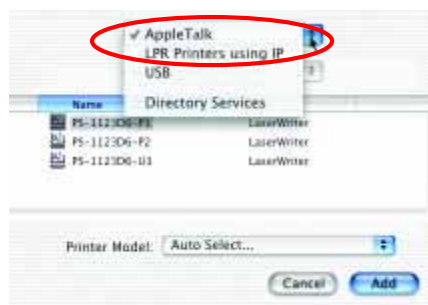 ✓ AppleTalk
LPR Printers using IP
USB
Directory Services
Name
PS-1123D6-P1 LaserWriter
PS-1123D6-P2 LaserWriter
PS-1123D6-U1 LaserWriter
Printer Model: Auto Select...
Cancel Add